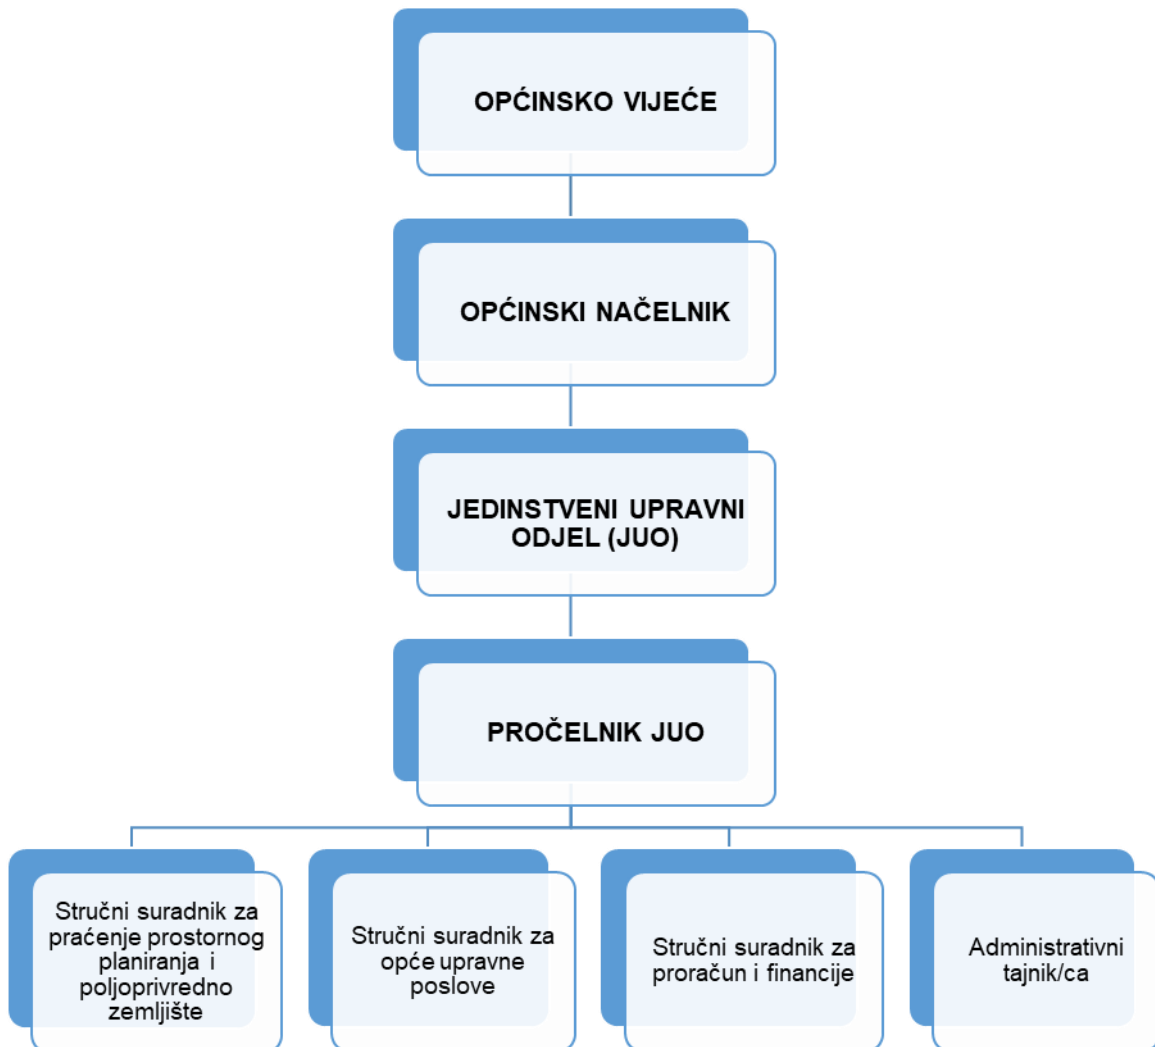 OPĆINSKO VIJEĆE
OPĆINSKI NAČELNIK
JEDINSTVENI UPRAVNI
ODJEL (JUO)
PROČELNIK JUO
Stručni suradnik za
praćenje prostornog
planiranja i
poljoprivredno
zemljište
Stručni suradnik za
opće upravne
poslove
Stručni suradnik za
proračun i financije
Administrativni
tajnik/ca